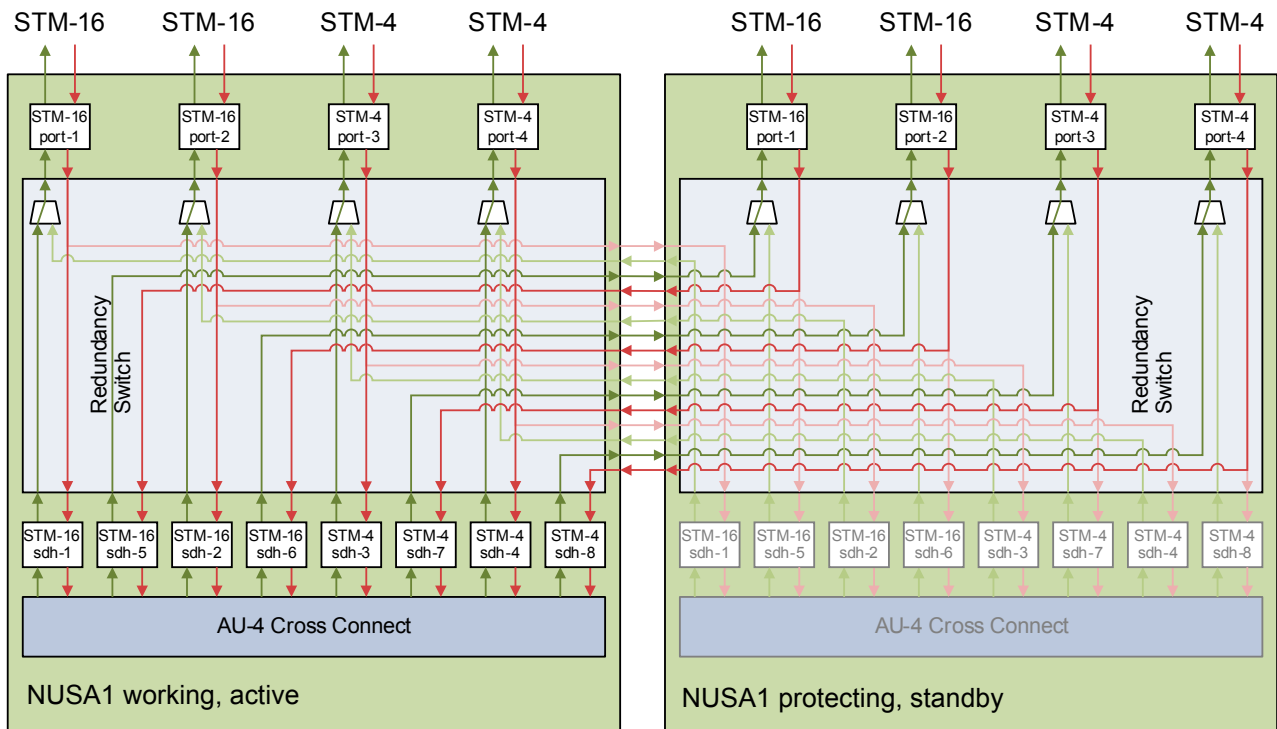 STM-16 STM-16 STM-4 STM-4 STM-16 STM-16 STM-4 STM-4
STM-16 STM-16 STM-4 STM-4 STM-16 STM-16 STM-4 STM-4
port-1 port-2 port-3 port-4 port-1 port-2 port-3 port-4
Redundancy
Switch
Redundancy
Switch
STM-16 STM-16 STM-16 STM-16 STM-4 STM-4 STM-4 STM-4 STM-16 STM-16 STM-16 STM-16 STM-4 STM-4 STM-4 STM-4
sdh-1 sdh-5 sdh-2 sdh-6 sdh-3 sdh-7 sdh-4 sdh-8 sdh-1 sdh-5 sdh-2 sdh-6 sdh-3 sdh-7 sdh-4 sdh-8
AU-4 Cross Connect AU-4 Cross Connect
NUSA1 working, active NUSA1 protecting, standby